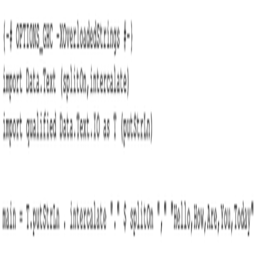 {-# OPTIONS_GHC -XOverloadedStrings #-}
import Data.Text (splitOn,intercalate)
import qualified Data.Text.IO as T (putStrLn)
main = T.putStrLn . intercalate "." $ splitOn "," "Hello,How,Are,You,Today"